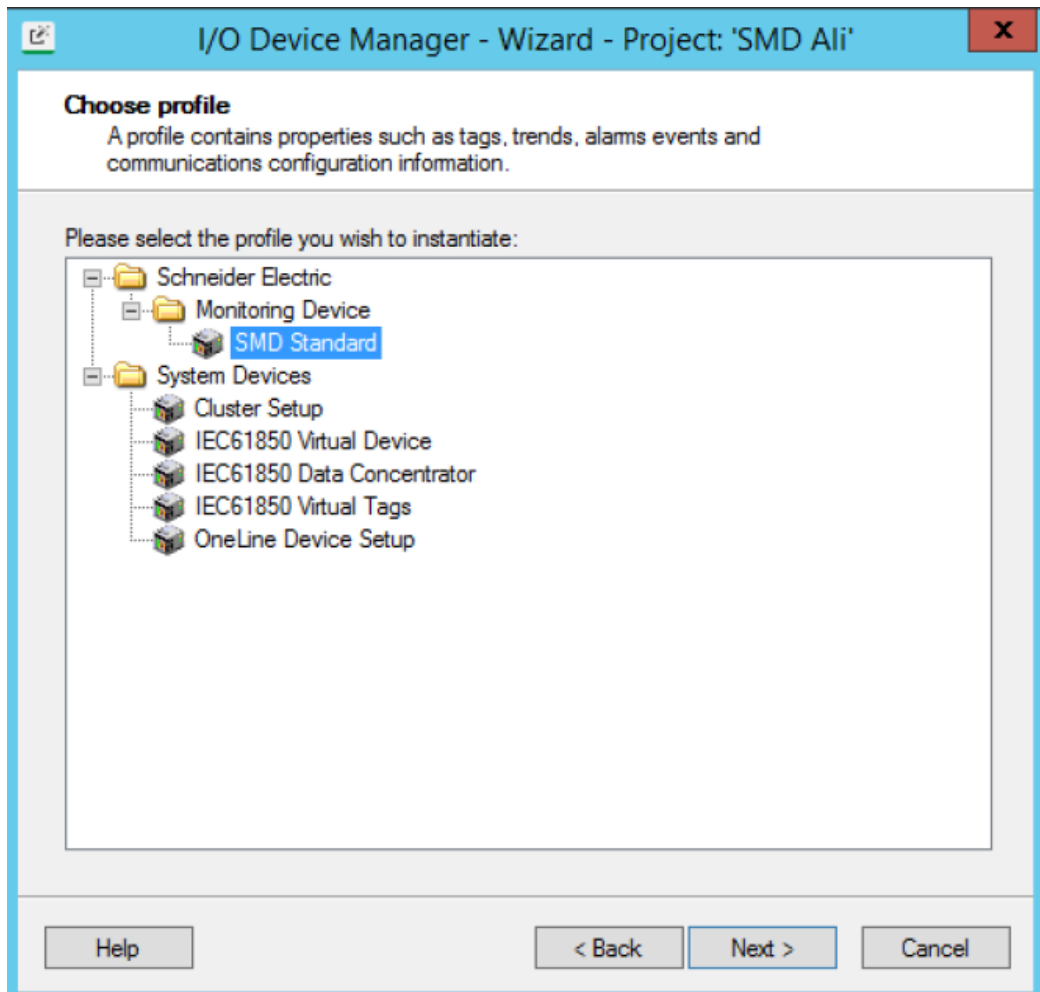 I/O Device Manager - Wizard - Project: 'SMD Ali'
x
Choose profile
A profile contains properties such as tags, trends, alarms events and
communications configuration information.
Please select the profile you wish to instantiate:
Schneider Electric
Monitoring Device
SMD Standard
System Devices
Cluster Setup
IEC61850 Virtual Device
IEC61850 Data Concentrator
IEC61850 Virtual Tags
OneLine Device Setup
Help
< Back
Next >
Cancel